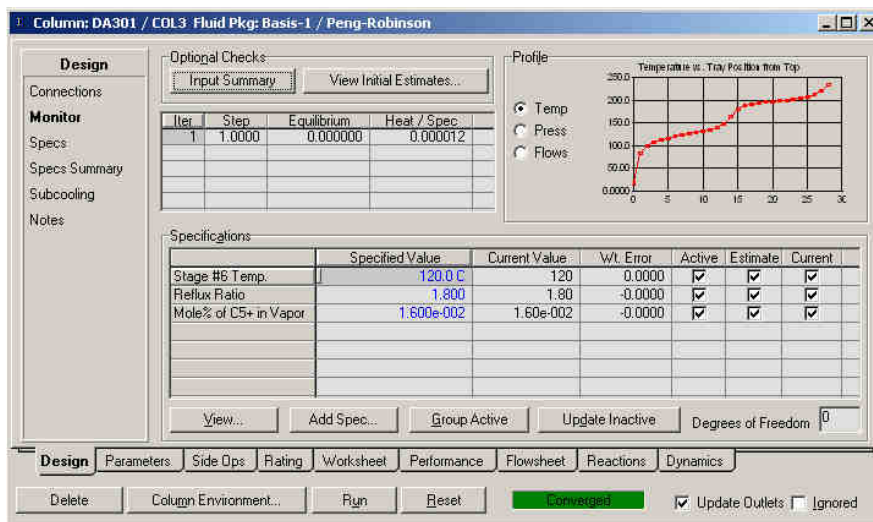 Column: DA301 / COL3 Fluid Pkg: Basis-1 / Peng-Robinson
Design
Connections
Monitor
Specs
Specs Summary
Subcooling
Notes
Optional Checks
Input Summary
View Initial Estimates...
Iter Step Equilibrium Heat / Spec
1 1.0000 0.000000 0.000012
Profile
Temp
Press
Flows
Temperature vs. Tray Position from Top
250.0
200.0
150.0
100.0
50.00
0.0000
0 5 10 15 20 25
Specifications
Specified Value Current Value Wt. Error Active Estimate Current
Stage #6 Temp. 120.0 C 120 0.0000
Reflux Ratio 1.800 1.80 -0.0000
Mole% of C5+ in Vapor 1.600e-002 1.60e-002 -0.0000
View... Add Spec... Group Active Update Inactive Degrees of Freedom 0
Design Parameters Side Ops Rating Worksheet Performance Flowsheet Reactions Dynamics
Delete Column Environment... Run Reset Converged Update Outlets Ignored